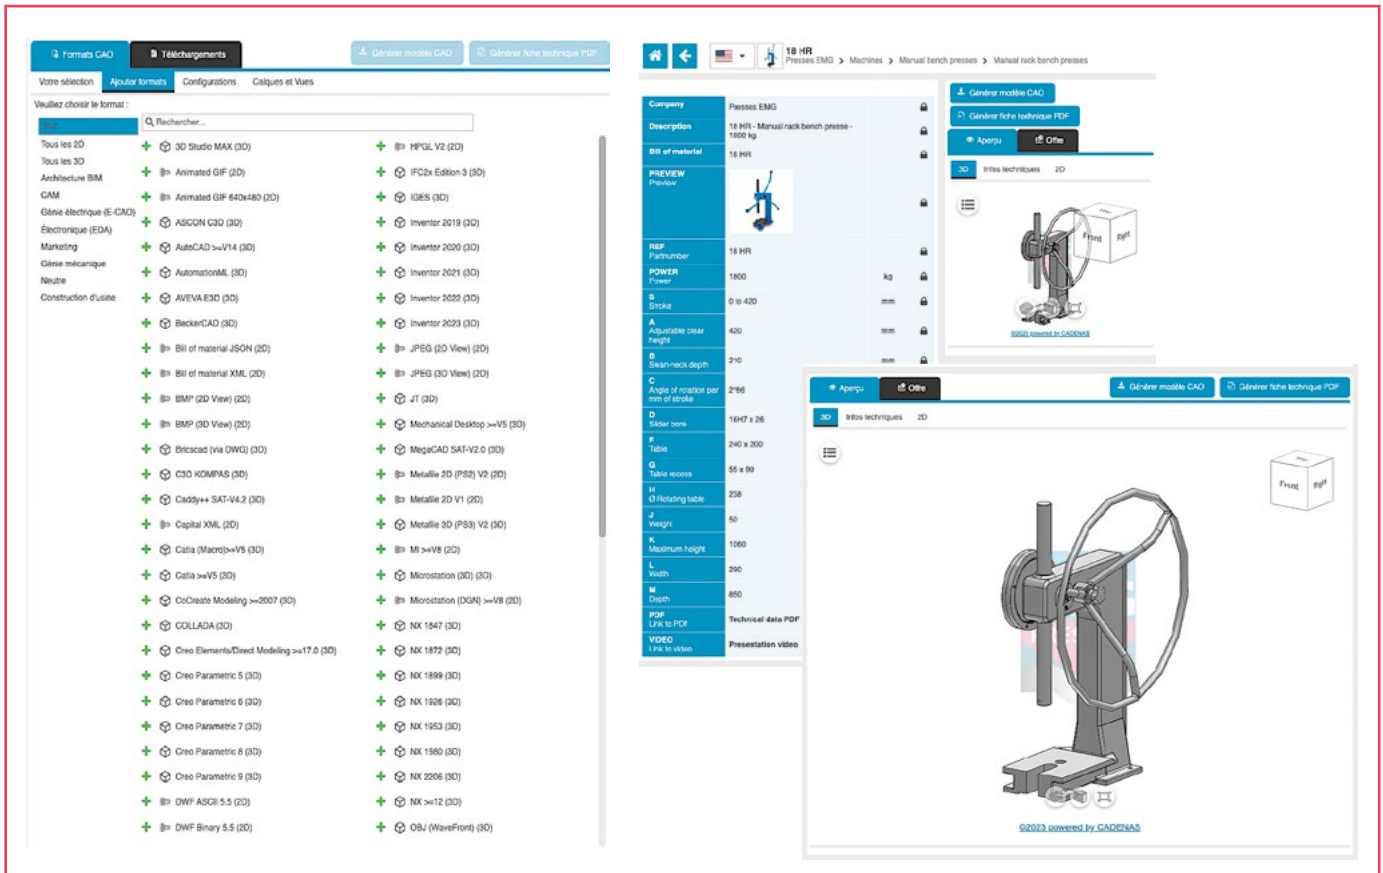 Formats CAO
Téléchargements
Générer modèle CAO
Générer fiche technique PDF
Votre sélection
Ajouter formats
Configurations
Calques et Vues
Veuillez choisir le format :
Tous les 2D
Tous les 3D
Architecture BIM
CAM
Génie électrique (E-CAO)
Électronique (EDA)
Marketing
Génie mécanique
Neutre
Construction d'usine
Rechercher...
3D Studio MAX (3D)
Animated GIF (2D)
Animated GIF 640x480 (2D)
ASCON C3D (3D)
AutoCAD >=V14 (3D)
AutomationML (3D)
AVEVA E3D (3D)
BeckerCAD (3D)
Bill of material JSON (2D)
Bill of material XML (2D)
BMP (2D View) (2D)
BMP (3D View) (2D)
Bricscad (via DWG) (3D)
C3D KOMPAS (3D)
Caddy++ SAT-V4.2 (3D)
Capital XML (2D)
Catia (Macro)>=V5 (3D)
Catia >=V5 (3D)
CoCreate Modeling >=2007 (3D)
COLLADA (3D)
Creo Elements/Direct Modeling >=17.0 (3D)
Creo Parametric 5 (3D)
Creo Parametric 6 (3D)
Creo Parametric 7 (3D)
Creo Parametric 8 (3D)
Creo Parametric 9 (3D)
DWF ASCII 5.5 (2D)
DWF Binary 5.5 (2D)
HPGL V2 (2D)
IFC2x Edition 3 (3D)
IGES (3D)
Inventor 2019 (3D)
Inventor 2020 (3D)
Inventor 2021 (3D)
Inventor 2022 (3D)
Inventor 2023 (3D)
JPEG (2D View) (2D)
JPEG (3D View) (2D)
JT (3D)
Mechanical Desktop >=V5 (3D)
MegaCAD SAT-V2.0 (3D)
Metafile 2D (PS2) V2 (2D)
Metafile 2D V1 (2D)
Metafile 3D (PS3) V2 (3D)
MI >=V8 (2D)
Microstation (3D) (3D)
Microstation (DGN) >=V8 (2D)
NX 1847 (3D)
NX 1872 (3D)
NX 1899 (3D)
NX 1926 (3D)
NX 1953 (3D)
NX 1980 (3D)
NX 2206 (3D)
NX >=12 (3D)
OBJ (WaveFront) (3D)
18 HR
Presses EMG > Machines > Manual bench presses > Manual rack bench presses
Company
Presses EMG
Description
18 HR - Manual rack bench presse -
1800 kg
Bill of material
18 HR
PREVIEW
Preview
REF
Partnumber
18 HR
POWER
Power
1800
kg
S
Stroke
0 to 420
mm
A
Adjustable clear
height
420
mm
B
Swan-neck depth
210
mm
C
Angle of rotation per
mm of stroke
2°86
D
Slider bore
16H7 x 26
F
Table
240 x 200
G
Table recess
55 x 90
H
Ø Rotating table
238
J
Weight
50
K
Maximum height
1060
L
Width
290
M
Depth
850
PDF
Link to PDF
Technical data PDF
VIDEO
Link to video
Presentation video
Générer modèle CAO
Générer fiche technique PDF
Aperçu
Offre
3D
Infos techniques
2D
Front
Right
©2023 powered by CADENAS
Aperçu
Offre
Générer modèle CAO
Générer fiche technique PDF
3D
Infos techniques
2D
Front
Right
©2023 powered by CADENAS